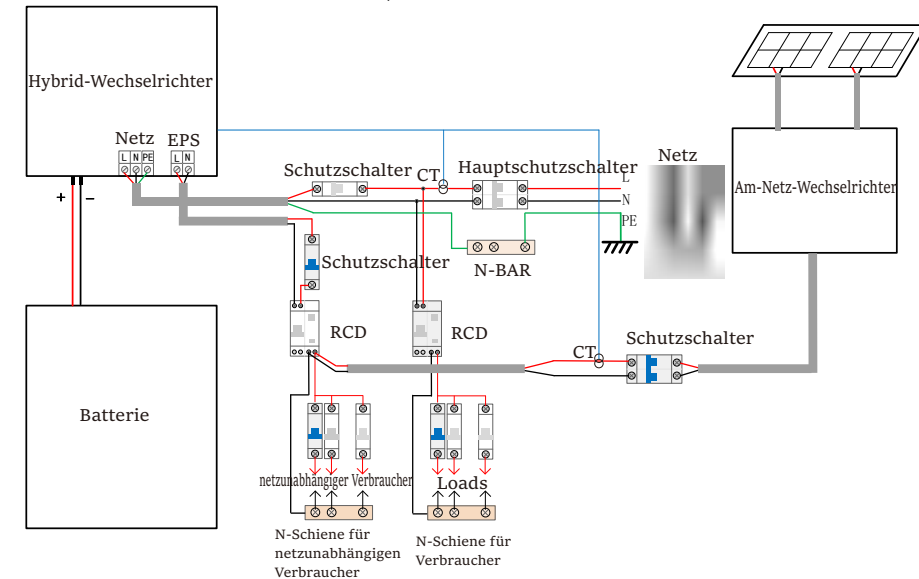 Hybrid-Wechselrichter
Netz
EPS
L N PE
L N
+
−
Schutzschalter
CT
Hauptschutzschalter
L
N
PE
Netz
Am-Netz-Wechselrichter
N-BAR
Schutzschalter
RCD
RCD
CT
Schutzschalter
Batterie
netzunabhängiger Verbraucher
Loads
N-Schiene für
netzunabhängigen
Verbraucher
N-Schiene für
Verbraucher